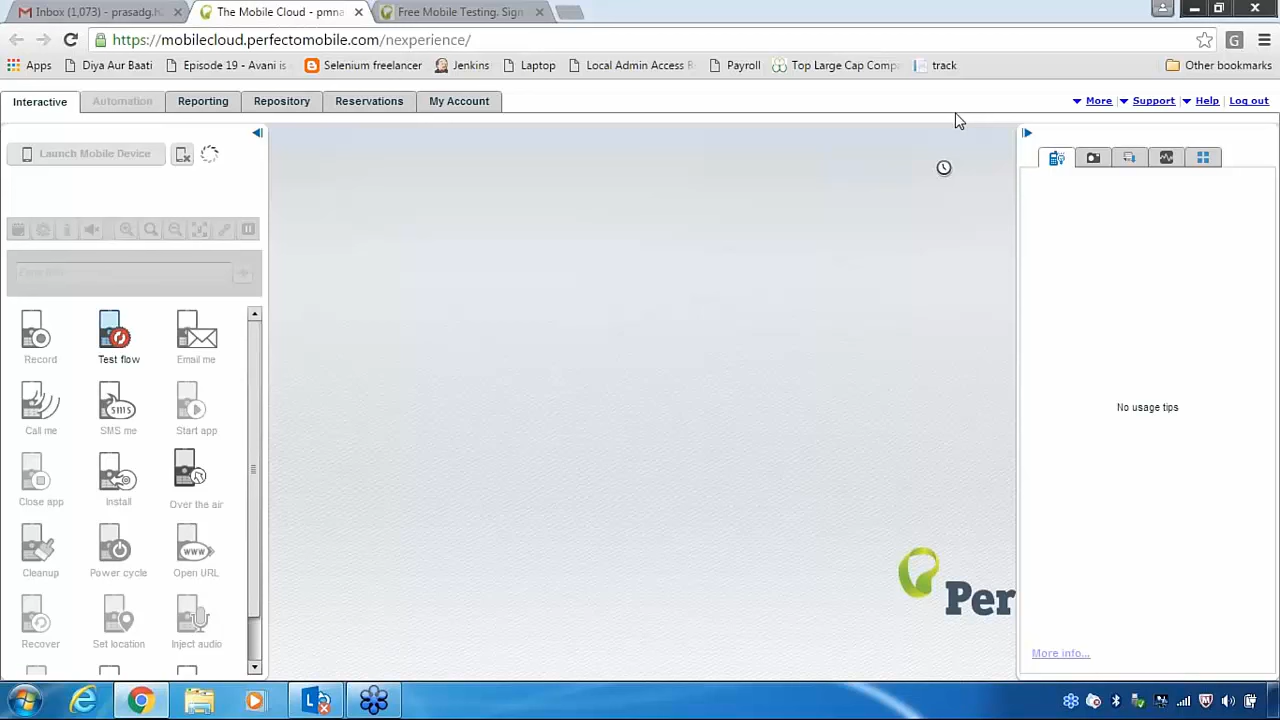 Inbox (1,073) - prasadg.h
The Mobile Cloud - pmna
Free Mobile Testing. Sign
https://mobilecloud.perfectomobile.com/nexperience/
Apps
Diya Aur Baati
Episode 19 - Avani is
Selenium freelancer
Jenkins
Laptop
Local Admin Access R
Payroll
Top Large Cap Comp
track
Other bookmarks
Interactive
Automation
Reporting
Repository
Reservations
My Account
More
Support
Help
Log out
Launch Mobile Device
Record
Test flow
Email me
Call me
SMS me
Start app
Close app
Install
Over the air
Cleanup
Power cycle
Open URL
Recover
Set location
Inject audio
Per
No usage tips
More info...